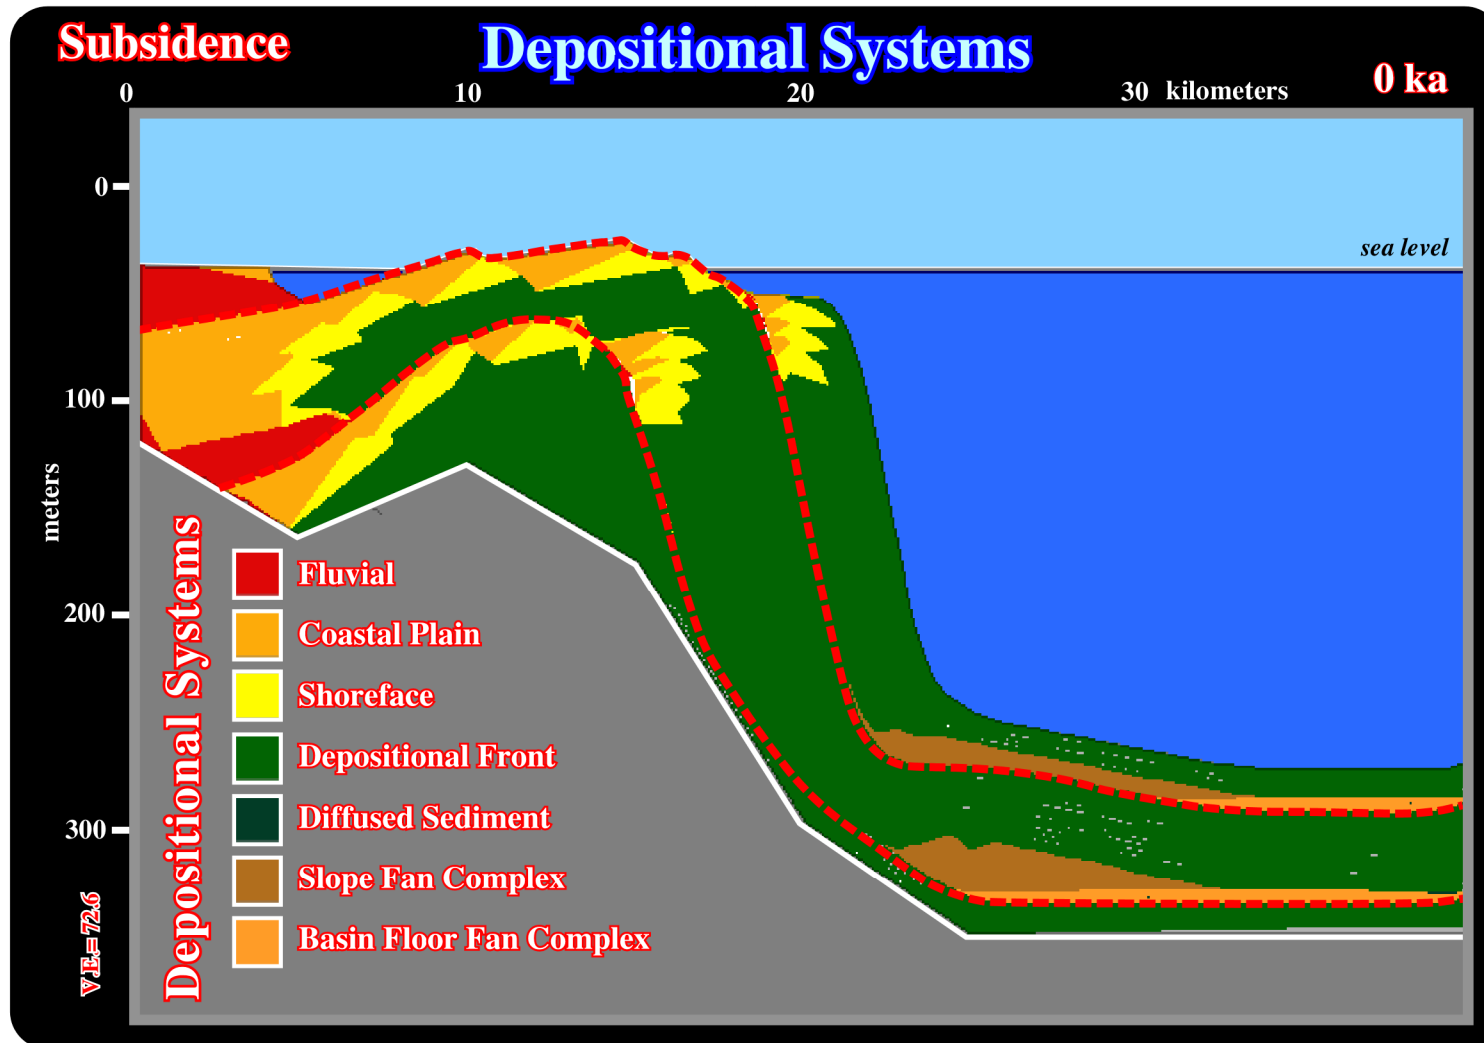 Subsidence
Depositional Systems
0 ka
0
10
20
30 kilometers
0
sea level
100
meters
200
300
V.E.= 72.6
Depositional Systems
Fluvial
Coastal Plain
Shoreface
Depositional Front
Diffused Sediment
Slope Fan Complex
Basin Floor Fan Complex